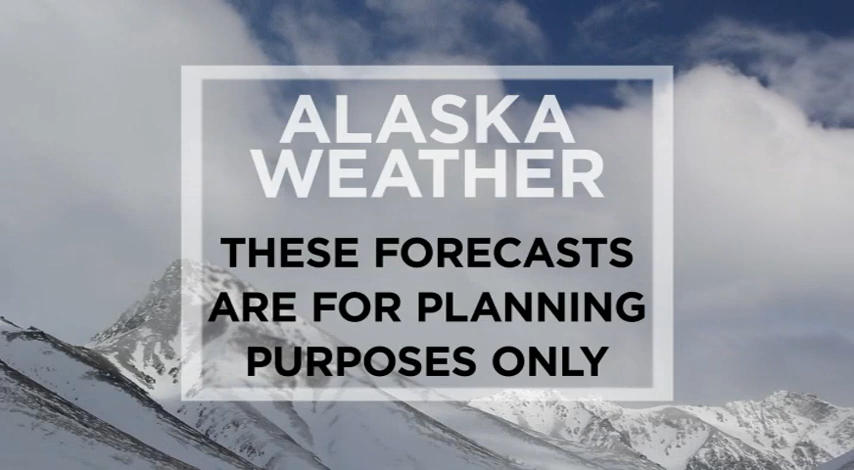 ALASKA
WEATHER
THESE FORECASTS
ARE FOR PLANNING
PURPOSES ONLY